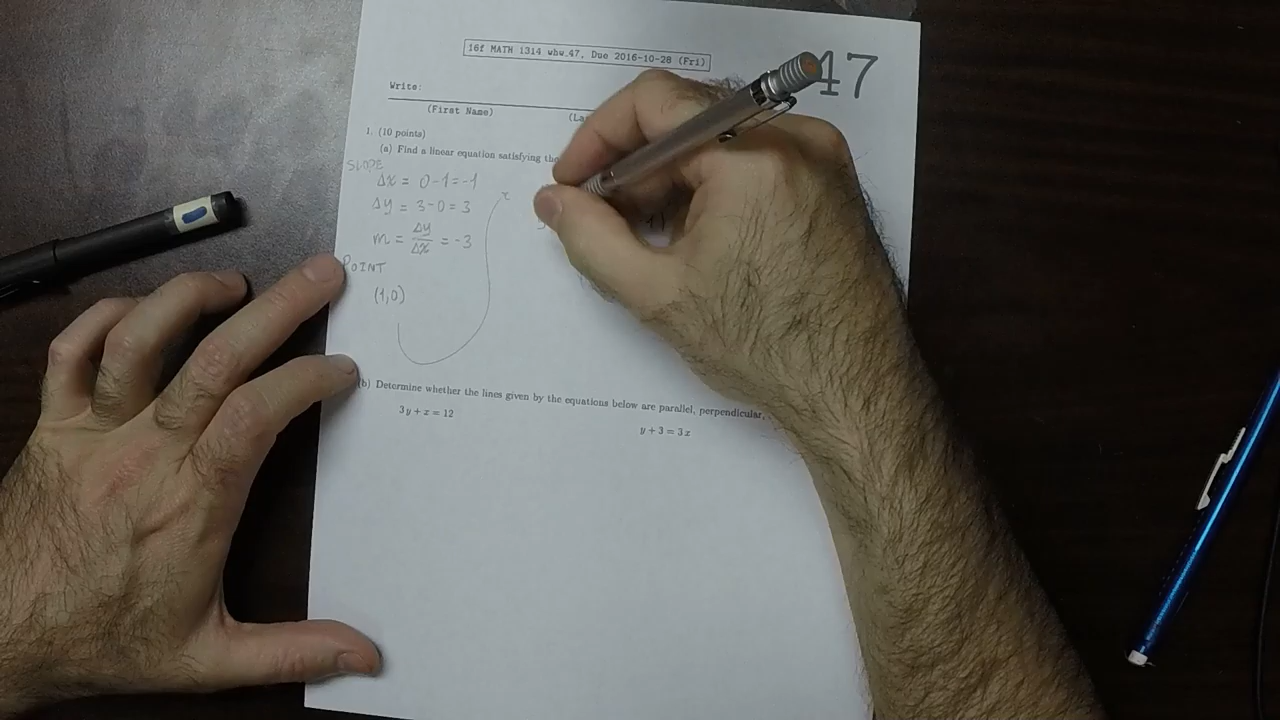 16f MATH 1314 whw.47, Due 2016-10-28 (Fri)
47
Write:
(First Name)
1. (10 points)
(a) Find a linear equation satisfying
SLOPE
Δx = 0-1=-1
Δy = 3-0=3
m = Δy/Δx = -3
POINT
(1,0)
(b) Determine whether the lines given by the equations below are parallel, perpendicular,
3y + x = 12
y + 3 = 3x